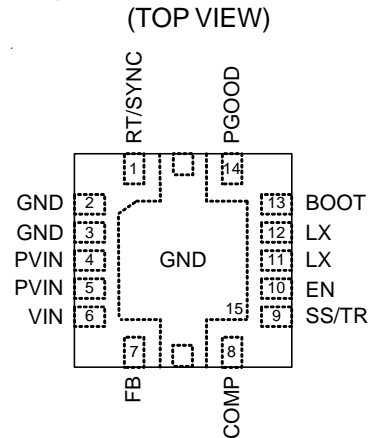 (TOP VIEW)
RT/SYNC
PGOOD
1
14
GND 2
13 BOOT
GND 3
12 LX
PVIN 4
GND
11 LX
PVIN 5
10 EN
VIN 6
15
9 SS/TR
7
8
FB
COMP